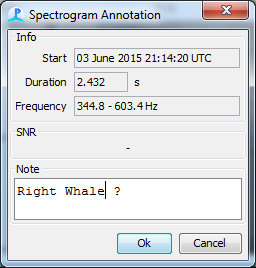 Spectrogram Annotation
Info
Start 03 June 2015 21:14:20 UTC
Duration 2.432 s
Frequency 344.8 - 603.4 Hz
SNR
-
Note
Right Whale ?
Ok Cancel